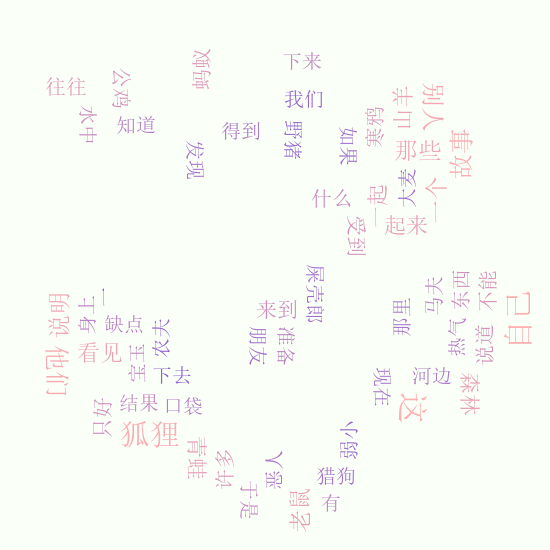 下来
蚂蚁
公鸡
往往
我们
别人
羊
山羊
水中
知道
得到
野猪
如果
寒鸦
那些
故事
发现
什么
一起
大麦
一个
受到
起来
屎壳郎
来到
朋友
准备
那里
马夫
东西
不能
自己
热气
说道
说明
身上
缺点
农夫
他们
看见
宝玉
下去
现在
河边
森林
这
只好
结果
口袋
狐狸
青蛙
许多
恶人
小弱
猎狗
于是
老鼠
有